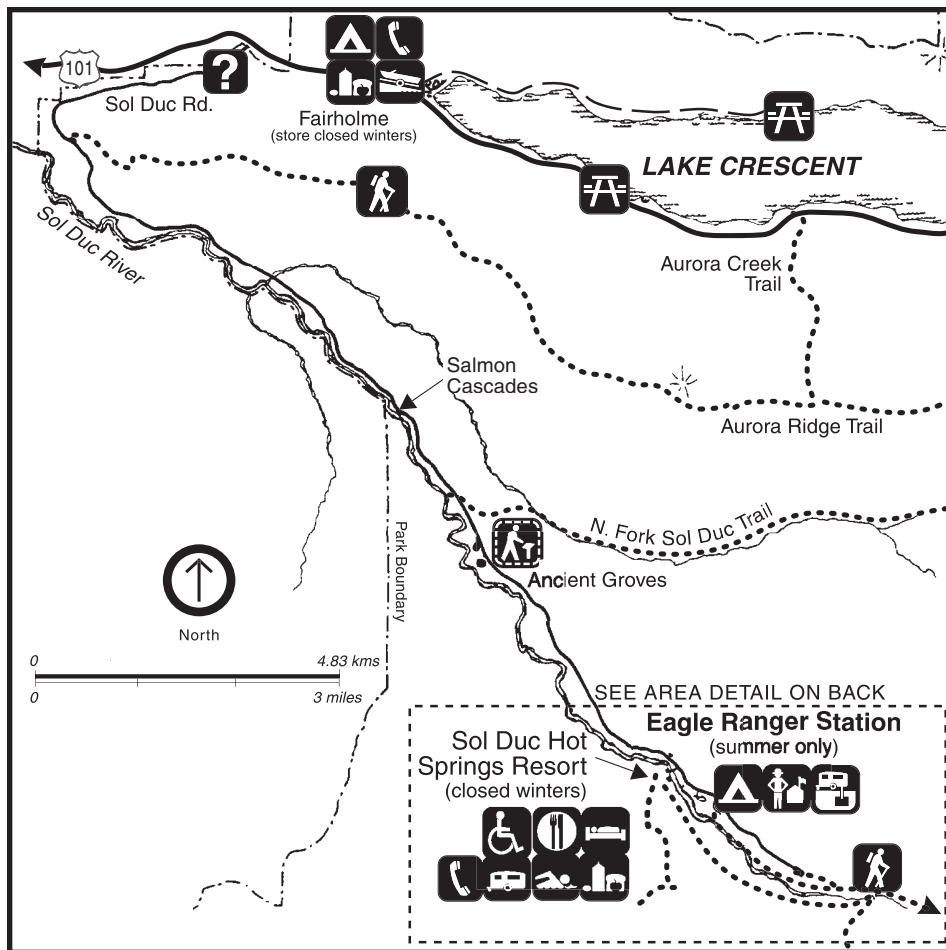 101
?
Sol Duc Rd.
Fairholme
(store closed winters)
LAKE CRESCENT
Sol Duc River
Aurora Creek
Trail
Salmon
Cascades
Aurora Ridge Trail
N. Fork Sol Duc Trail
Park Boundary
Ancient Groves
North
0
4.83 kms
0
3 miles
SEE AREA DETAIL ON BACK
Eagle Ranger Station
(summer only)
Sol Duc Hot
Springs Resort
(closed winters)